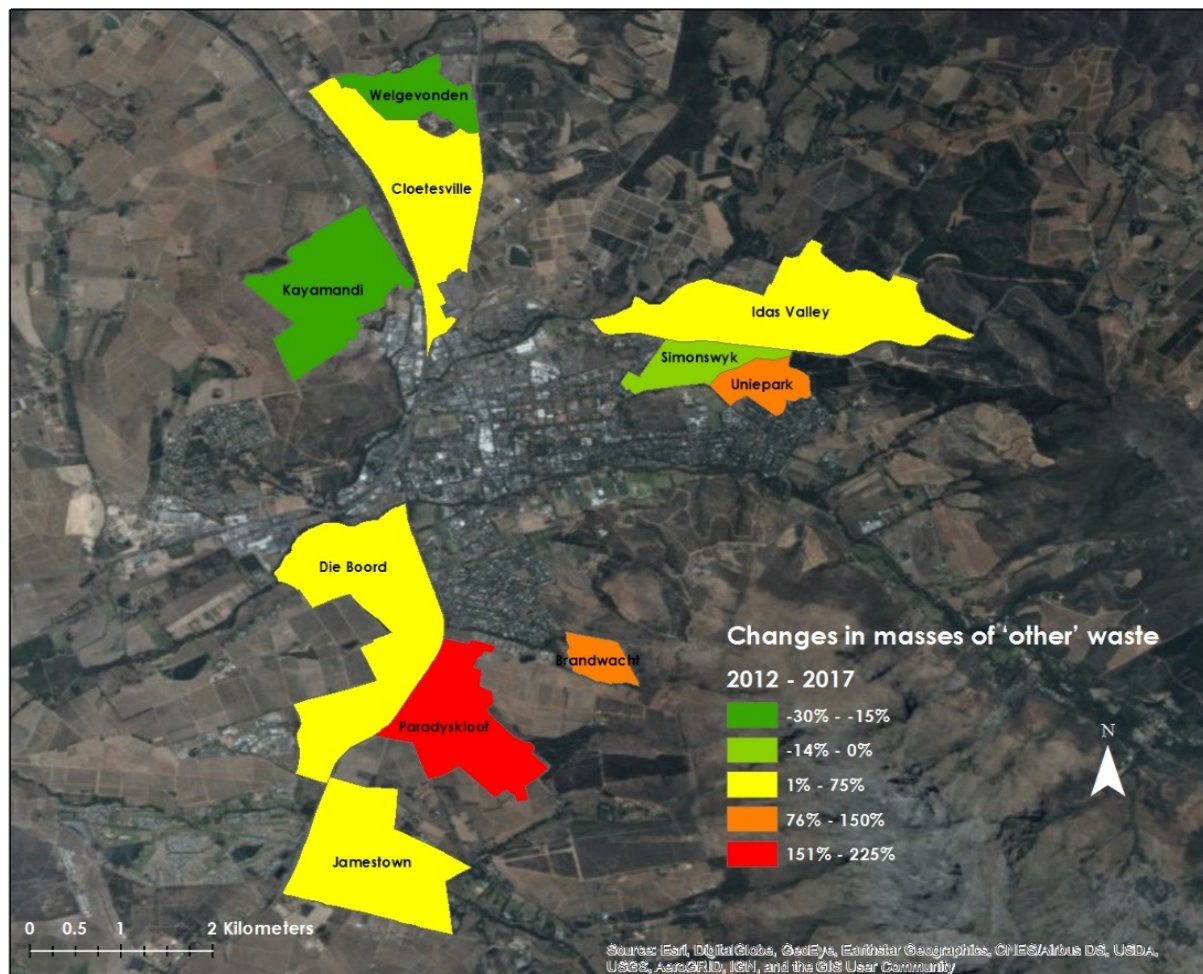 Welgevonden
Cloetesville
Kayamandi
Idas Valley
Simonswyk
Uniepark
Die Boord
Brandwacht
Paradyskloof
Jamestown
Changes in masses of ‘other’ waste
2012 - 2017
-30% - -15%
-14% - 0%
1% - 75%
76% - 150%
151% - 225%
N
0 0.5 1 2 Kilometers
Source: Esri, DigitalGlobe, GeoEye, Earthstar Geographics, CNES/Airbus DS, USDA,
USGS, AeroGRID, IGN, and the GIS User Community